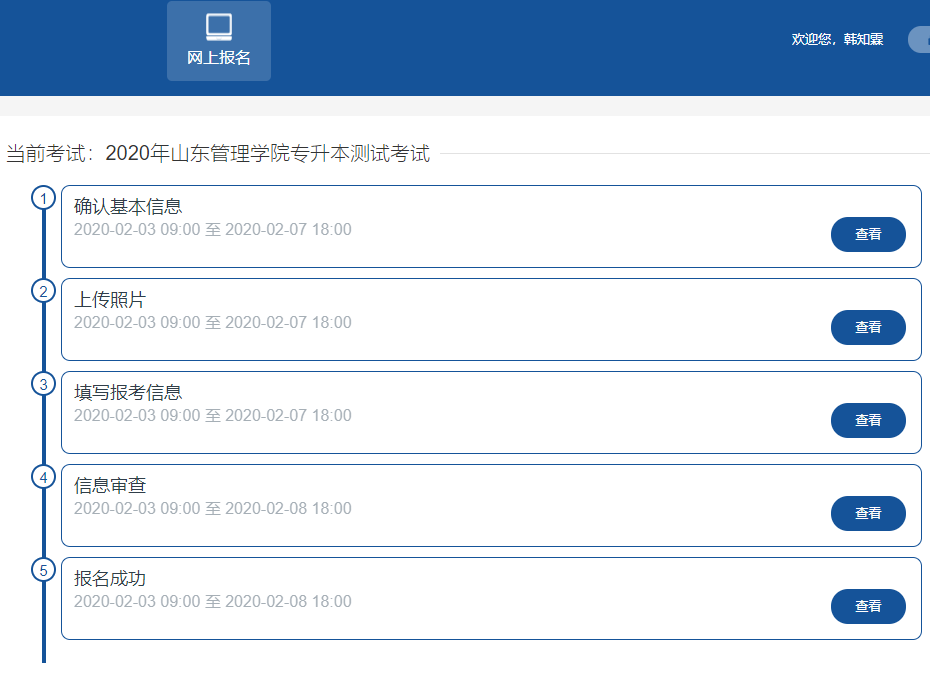 网上报名
欢迎您，韩知霖
当前考试：2020年山东管理学院专升本测试考试
1
确认基本信息
2020-02-03 09:00 至 2020-02-07 18:00
查看
2
上传照片
2020-02-03 09:00 至 2020-02-07 18:00
查看
3
填写报考信息
2020-02-03 09:00 至 2020-02-07 18:00
查看
4
信息审查
2020-02-03 09:00 至 2020-02-08 18:00
查看
5
报名成功
2020-02-03 09:00 至 2020-02-08 18:00
查看